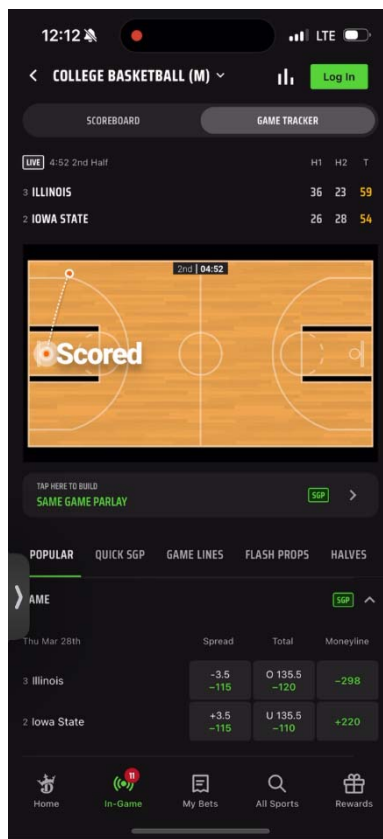 12:12
LTE
COLLEGE BASKETBALL (M)
Log In
SCOREBOARD
GAME TRACKER
LIVE 4:52 2nd Half H1 H2 T
3 ILLINOIS 36 23 59
2 IOWA STATE 26 28 54
2nd | 04:52
Scored
TAP HERE TO BUILD
SAME GAME PARLAY
SGP
POPULAR QUICK SGP GAME LINES FLASH PROPS HALVES
AME
SGP
Thu Mar 28th Spread Total Moneyline
3 Illinois -3.5 O 135.5 -298
-115 -120
2 Iowa State +3.5 U 135.5 +220
-115 -110
11
Home In-Game My Bets All Sports Rewards